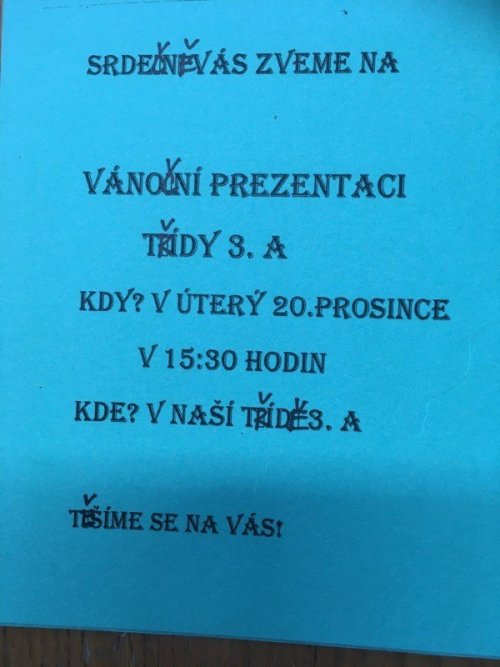 SRDEČNĚ VÁS ZVEME NA
VÁNOČNÍ PREZENTACI
TŘÍDY 3. A
KDY? V ÚTERÝ 20.PROSINCE
V 15:30 HODIN
KDE? V NAŠÍ TŘÍDĚ 3. A
TĚŠÍME SE NA VÁS!